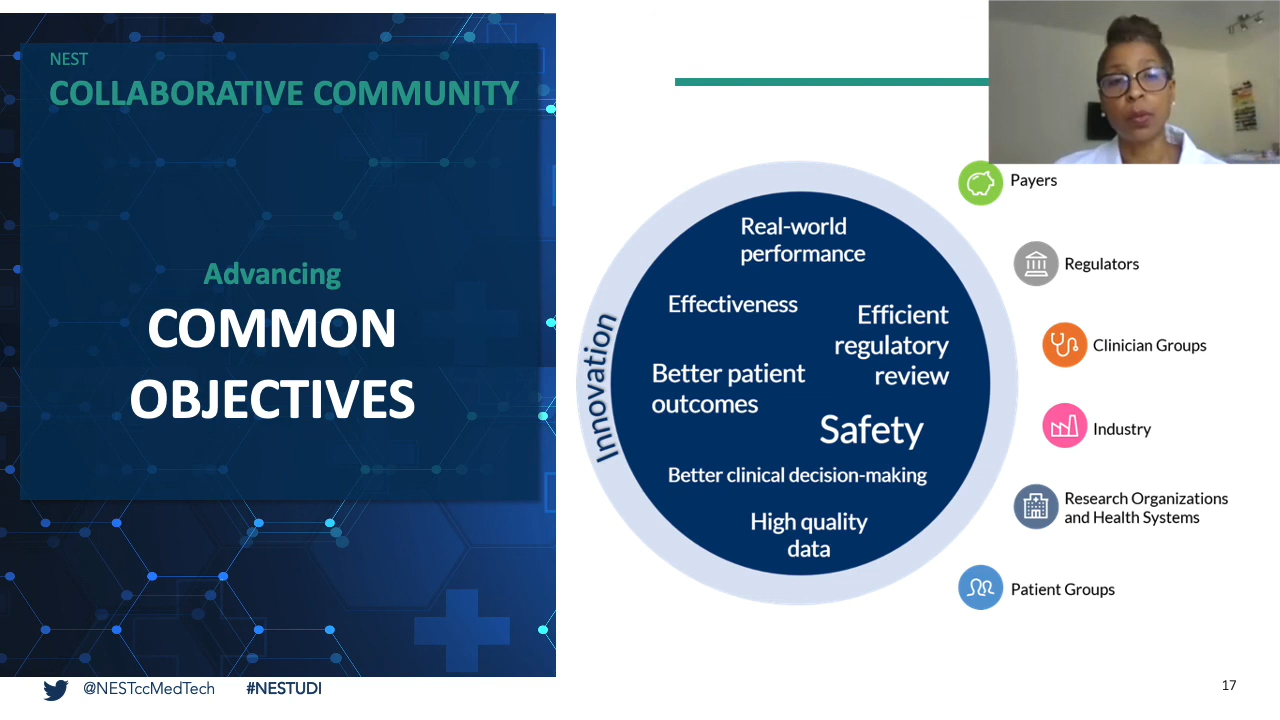 NEST
COLLABORATIVE COMMUNITY
Advancing
COMMON
OBJECTIVES
Innovation
Real-world
performance
Effectiveness
Efficient
regulatory
review
Better patient
outcomes
Safety
Better clinical decision-making
High quality
data
Payers
Regulators
Clinician Groups
Industry
Research Organizations
and Health Systems
Patient Groups
@NESTccMedTech #NESTUDI
17